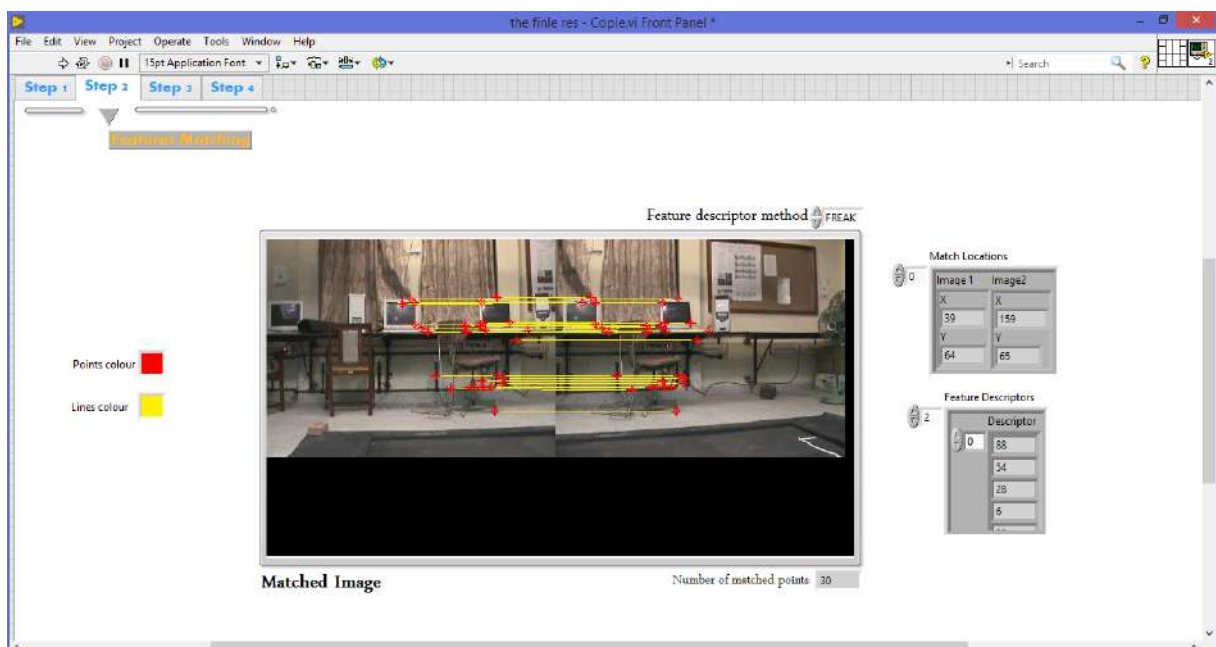 the finle res - Copie.vi Front Panel *
File Edit View Project Operate Tools Window Help
15pt Application Font
Search
2
Step 1 Step 2 Step 3 Step 4
Features Matching
Feature descriptor method FREAK
Match Locations
0
Image 1 Image2
X X
39 159
Y Y
64 65
Points colour
Lines colour
Feature Descriptors
2
Descriptor
0 88
54
28
6
Matched Image
Number of matched points 30